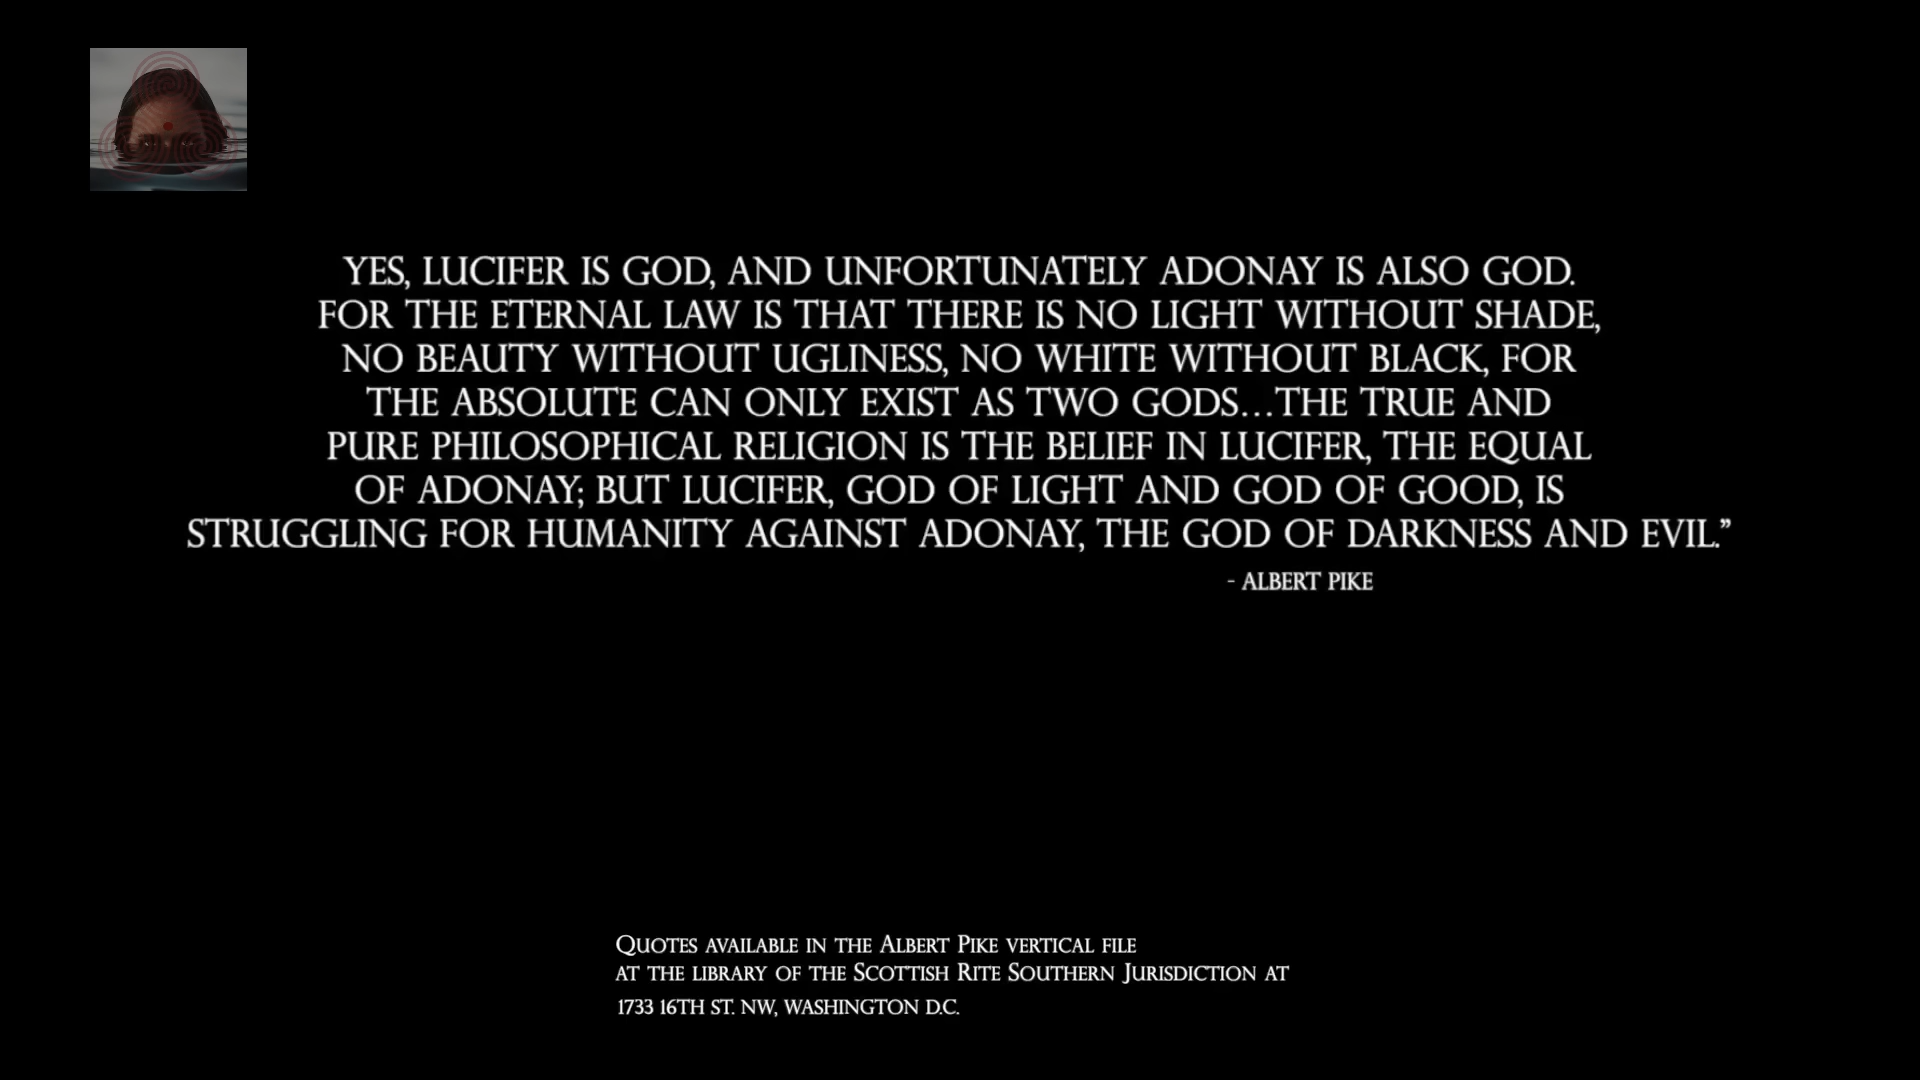 YES, LUCIFER IS GOD, AND UNFORTUNATELY ADONAY IS ALSO GOD.
FOR THE ETERNAL LAW IS THAT THERE IS NO LIGHT WITHOUT SHADE,
NO BEAUTY WITHOUT UGLINESS, NO WHITE WITHOUT BLACK, FOR
THE ABSOLUTE CAN ONLY EXIST AS TWO GODS...THE TRUE AND
PURE PHILOSOPHICAL RELIGION IS THE BELIEF IN LUCIFER, THE EQUAL
OF ADONAY; BUT LUCIFER, GOD OF LIGHT AND GOD OF GOOD, IS
STRUGGLING FOR HUMANITY AGAINST ADONAY, THE GOD OF DARKNESS AND EVIL.”
- ALBERT PIKE
QUOTES AVAILABLE IN THE ALBERT PIKE VERTICAL FILE
AT THE LIBRARY OF THE SCOTTISH RITE SOUTHERN JURISDICTION AT
1733 16TH ST. NW, WASHINGTON D.C.